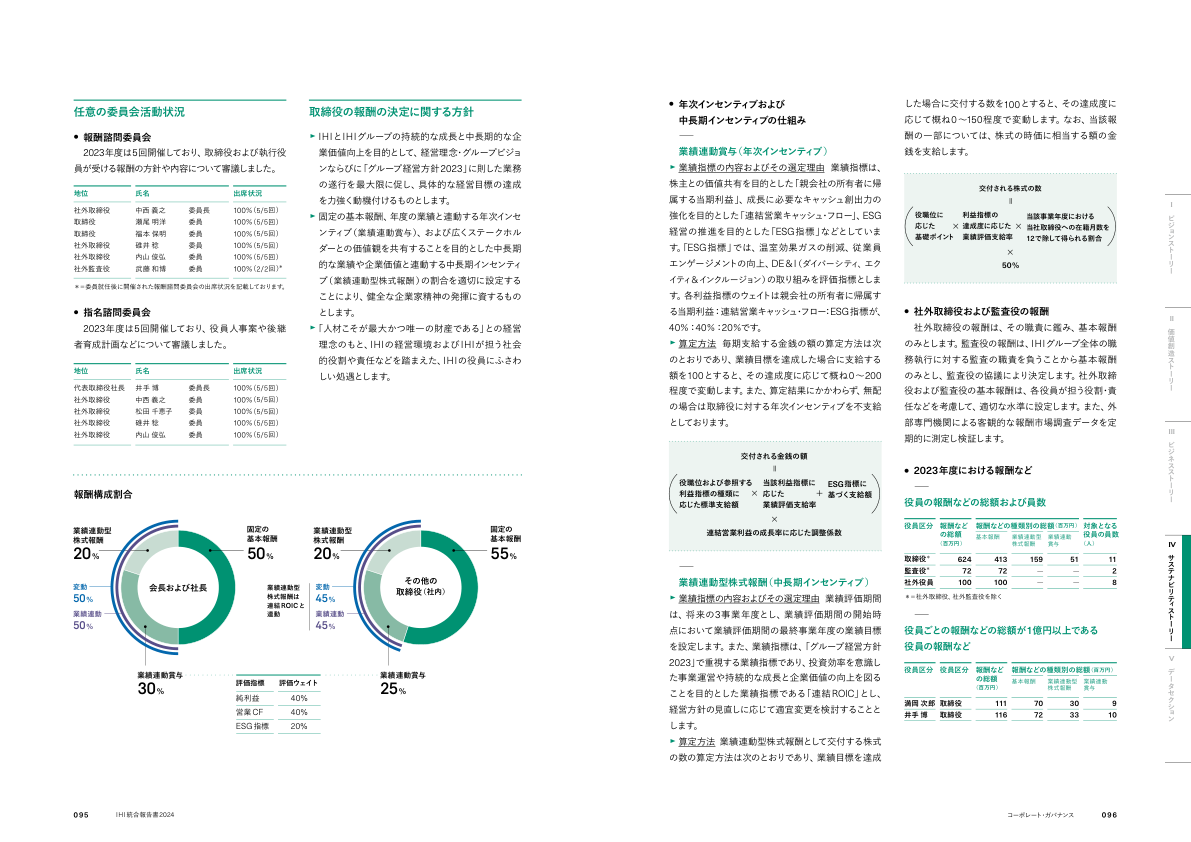 任意の委員会活動状況
● 報酬諮問委員会
2023年度は5回開催しており、取締役および執行役
員が受ける報酬の方針や内容について審議しました。
地位 氏名 出席状況
社外取締役 中西 義之 委員長 100%（5/5回）
取締役 瀬尾 明洋 委員 100%（5/5回）
取締役 福本 保明 委員 100%（5/5回）
社外取締役 碓井 稔 委員 100%（5/5回）
社外取締役 内山 俊弘 委員 100%（5/5回）
社外監査役 武藤 和博 委員 100%（2/2回）*
*＝委員就任後に開催された報酬諮問委員会の出席状況を記載しております。
● 指名諮問委員会
2023年度は5回開催しており、役員人事案や後継
者育成計画などについて審議しました。
地位 氏名 出席状況
代表取締役社長 井手 博 委員長 100%（5/5回）
社外取締役 中西 義之 委員 100%（5/5回）
社外取締役 松田 千恵子 委員 100%（5/5回）
社外取締役 碓井 稔 委員 100%（5/5回）
社外取締役 内山 俊弘 委員 100%（5/5回）
取締役の報酬の決定に関する方針
► IHIとIHIグループの持続的な成長と中長期的な企
業価値向上を目的として、経営理念・グループビジョ
ンならびに「グループ経営方針2023」に則した業務
の遂行を最大限に促し、具体的な経営目標の達成
を力強く動機付けるものとします。
► 固定の基本報酬、年度の業績と連動する年次イン
ンティブ（業績連動賞与）、および広くステークホル
ダーとの価値観を共有することを目的とした中長期
的な業績や企業価値と連動する中長期インセンティ
ブ（業績連動型株式報酬）の割合を適切に設定する
ことにより、健全な企業家精神の発揮に資するもの
とします。
► 「人材こそが最大かつ唯一の財産である」との経営
理念のもと、IHIの経営環境およびIHIが担う社会
的役割や責任などを踏まえた、IHIの役員にふさわ
しい処遇とします。
報酬構成割合
業績連動型
株式報酬
20%
固定の
基本報酬
50%
会長および社長
変動
50%
業績連動
50%
業績連動賞与
30%
業績連動型
株式報酬は
連結ROICと
連動
業績連動型
株式報酬
20%
固定の
基本報酬
55%
その他の
取締役（社内）
変動
45%
業績連動
45%
業績連動賞与
25%
評価指標 評価ウェイト
純利益 40%
営業CF 40%
ESG指標 20%
095 IHI統合報告書2024
● 年次インセンティブおよび
中長期インセンティブの仕組み
業績連動賞与（年次インセンティブ）
► 業績指標の内容およびその選定理由 業績指標は、
株主との価値共有を目的とした「親会社の所有者に帰
属する当期利益」、成長に必要なキャッシュ創出力の
強化を目的とした「連結営業キャッシュ・フロー」、ESG
経営の推進を目的とした「ESG指標」などとしていま
す。「ESG指標」では、温室効果ガスの削減、従業員
エンゲージメントの向上、DE&I（ダイバーシティ、エク
イティ＆インクルージョン）の取り組みを評価指標としま
す。各利益指標のウェイトは親会社の所有者に帰属す
る当期利益：連結営業キャッシュ・フロー：ESG指標が、
40%：40%：20%です。
► 算定方法 毎期支給する金銭の額の算定方法は次
のとおりであり、業績目標を達成した場合に支給する
額を100とすると、その達成度に応じて概ね0～200
程度で変動します。また、算定結果にかかわらず、無配
の場合は取締役に対する年次インセンティブを不支給
としております。
交付される金銭の額
＝
役職位および参照する
利益指標の種類に
応じた標準支給額
×
当該利益指標に
応じた
業績評価支給率
＋
ESG指標に
基づく支給額
×
連結営業利益の成長率に応じた調整係数
業績連動型株式報酬（中長期インセンティブ）
► 業績指標の内容およびその選定理由 業績評価期間
は、将来の3事業年度とし、業績評価期間の開始時
点において業績評価期間の最終事業年度の業績目標
を設定します。また、業績指標は、「グループ経営方針
2023」で重視する業績指標であり、投資効率を意識し
た事業運営や持続的な成長と企業価値の向上を図る
ことを目的とした業績指標である「連結ROIC」とし、
経営方針の見直しに応じて適宜変更を検討することと
します。
► 算定方法 業績連動型株式報酬として交付する株式
の数の算定方法は次のとおりであり、業績目標を達成
した場合に交付する数を100とすると、その達成度に
応じて概ね0～150程度で変動します。なお、当該報
酬の一部については、株式の時価に相当する額の金
銭を支給します。
交付される株式の数
＝
役職位に
応じた
基礎ポイント
×
利益指標の
達成度に応じた
業績評価支給率
×
当該事業年度における
当社取締役への在籍月数を
12で除して得られる割合
×
50%
● 社外取締役および監査役の報酬
社外取締役の報酬は、その職責に鑑み、基本報酬
のみとします。監査役の報酬は、IHIグループ全体の職
務執行に対する監査の職責を負うことから基本報酬
のみとし、監査役の協議により決定します。社外取締
役および監査役の基本報酬は、各役員が担う役割・責
任などを考慮して、適切な水準に設定します。また、外
部専門機関による客観的な報酬市場調査データを定
期的に測定し検証します。
● 2023年度における報酬など
役員の報酬などの総額および員数
役員区分 報酬など の総額（百万円） 報酬などの種類別の総額（百万円） 対象となる 役員の員数（人）
基本報酬 業績連動型 株式報酬 業績連動 賞与
取締役* 624 413 159 51 11
監査役* 72 72 — — 2
社外役員 100 100 — — 8
*＝社外取締役、社外監査役を除く
役員ごとの報酬などの総額が1億円以上である
役員の報酬など
役員区分 役員区分 報酬など の総額（百万円） 報酬などの種類別の総額（百万円）
基本報酬 業績連動型 株式報酬 業績連動 賞与
満岡 次郎 取締役 111 70 30 9
井手 博 取締役 116 72 33 10
I ビジョンストーリー
II 価値創造ストーリー
III ビジネスストーリー
IV サステナビリティストーリー
V データセクション
コーポレート・ガバナンス 096